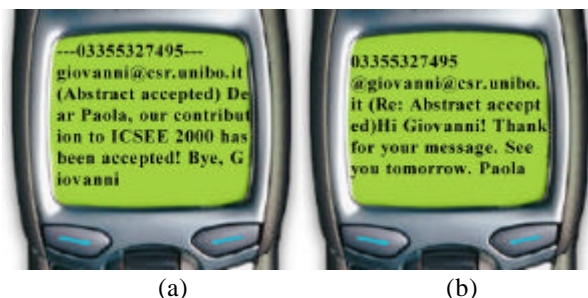 ---03355327495---
giovanni@csr.unibo.it
(Abstract accepted) De
ar Paola, our contribut
ion to ICSEE 2000 has
been accepted! Bye, G
iovanni
03355327495
@giovanni@csr.unibo.
it (Re: Abstract accept
ed)Hi Giovanni! Thank
for your message. See
you tomorrow. Paola
(a)
(b)